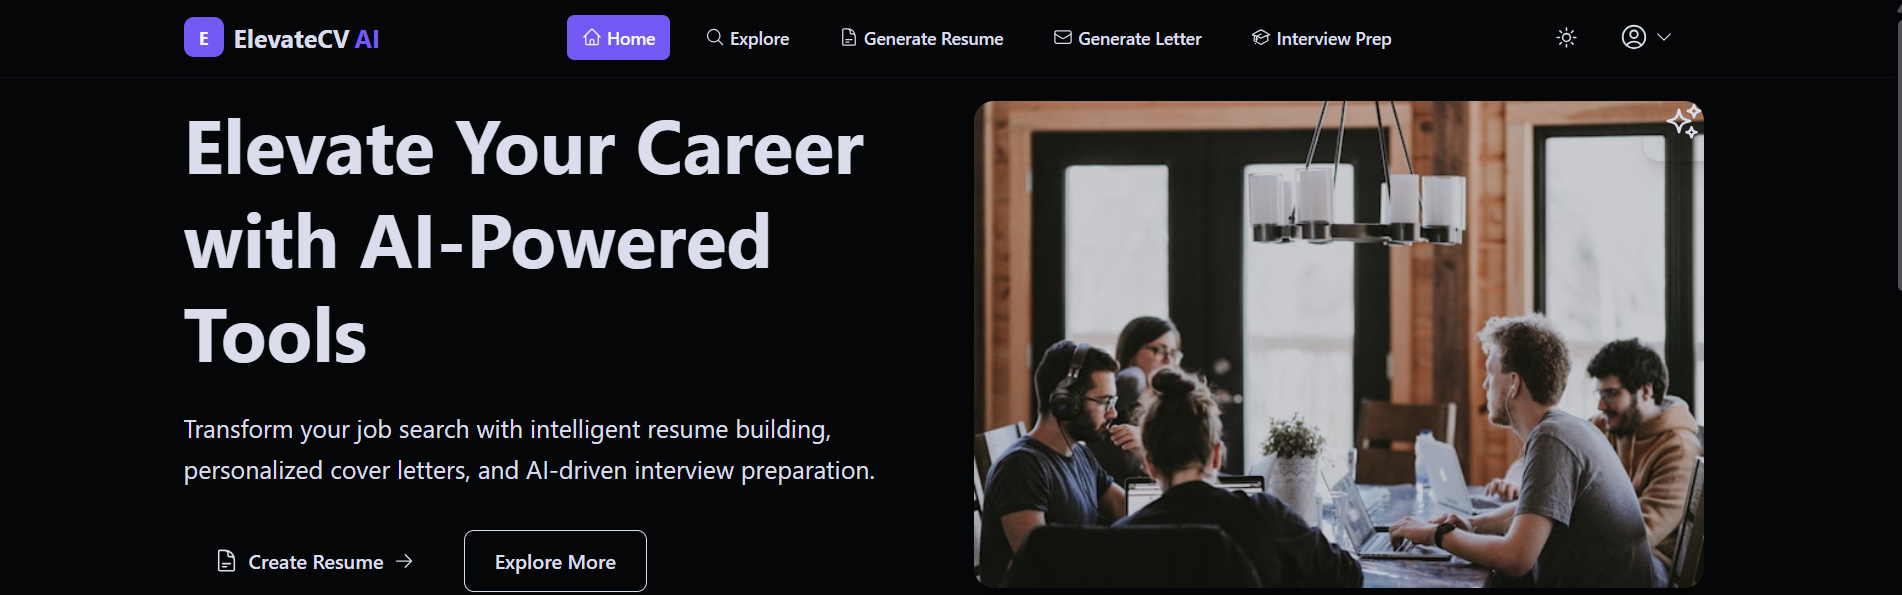 E ElevateCV AI
Home Explore Generate Resume Generate Letter Interview Prep
Elevate Your Career
with AI-Powered
Tools
Transform your job search with intelligent resume building,
personalized cover letters, and AI-driven interview preparation.
Create Resume → Explore More